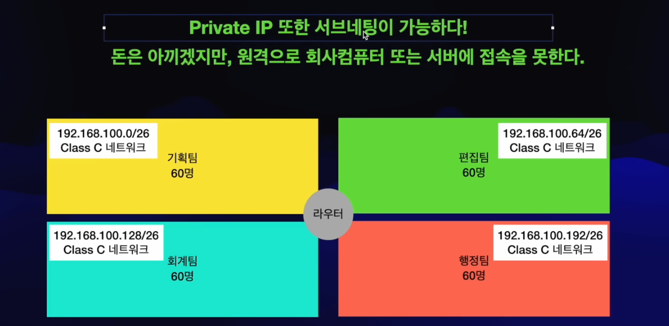 Private IP 또한 서브네팅이 가능하다!
돈은 아끼겠지만, 원격으로 회사컴퓨터 또는 서버에 접속을 못한다.
192.168.100.0/26
Class C 네트워크
기획팀
60명
192.168.100.64/26
Class C 네트워크
편집팀
60명
라우터
192.168.100.128/26
Class C 네트워크
회계팀
60명
192.168.100.192/26
Class C 네트워크
행정팀
60명